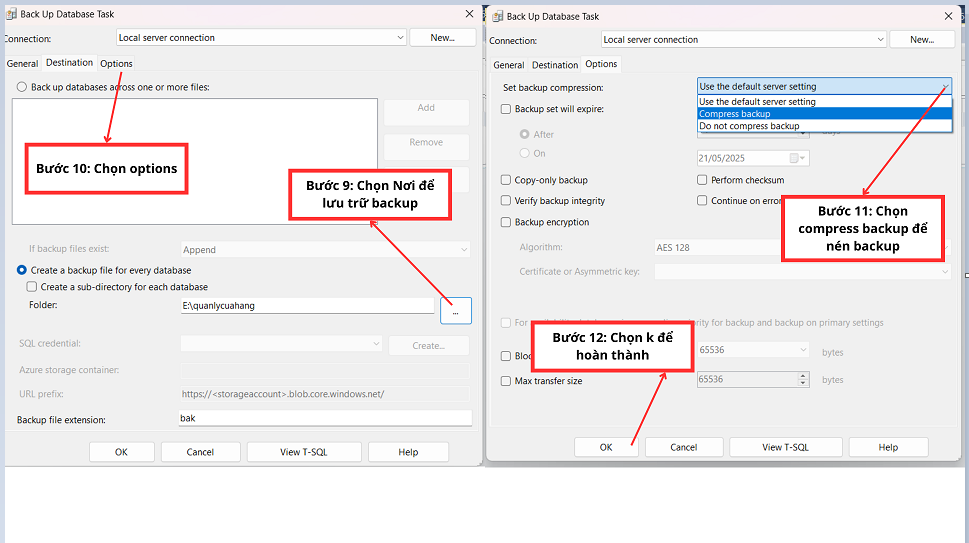 Back Up Database Task
Connection:
Local server connection
New...
General
Destination
Options
Back up databases across one or more files:
Add
Remove
Bước 10: Chọn options
Bước 9: Chọn Nơi để
lưu trữ backup
If backup files exist:
Append
Create a backup file for every database
Create a sub-directory for each database
Folder:
E:\quanlycuahang
...
SQL credential:
Create...
Azure storage container:
URL prefix:
https://<storageaccount>.blob.core.windows.net/
Backup file extension:
bak
OK
Cancel
View T-SQL
Help
Back Up Database Task
Connection:
Local server connection
New...
General
Destination
Options
Set backup compression:
Use the default server setting
Use the default server setting
Compress backup
Do not compress backup
Backup set will expire:
After
On
21/05/2025
Copy-only backup
Perform checksum
Verify backup integrity
Continue on error
Backup encryption
Bước 11: Chọn
compress backup để
nén backup
Algorithm:
AES 128
Certificate or Asymmetric key:
For
for backup and backup on primary settings
Bước 12: Chọn k để
hoàn thành
65536
bytes
Max transfer size
65536
bytes
OK
Cancel
View T-SQL
Help